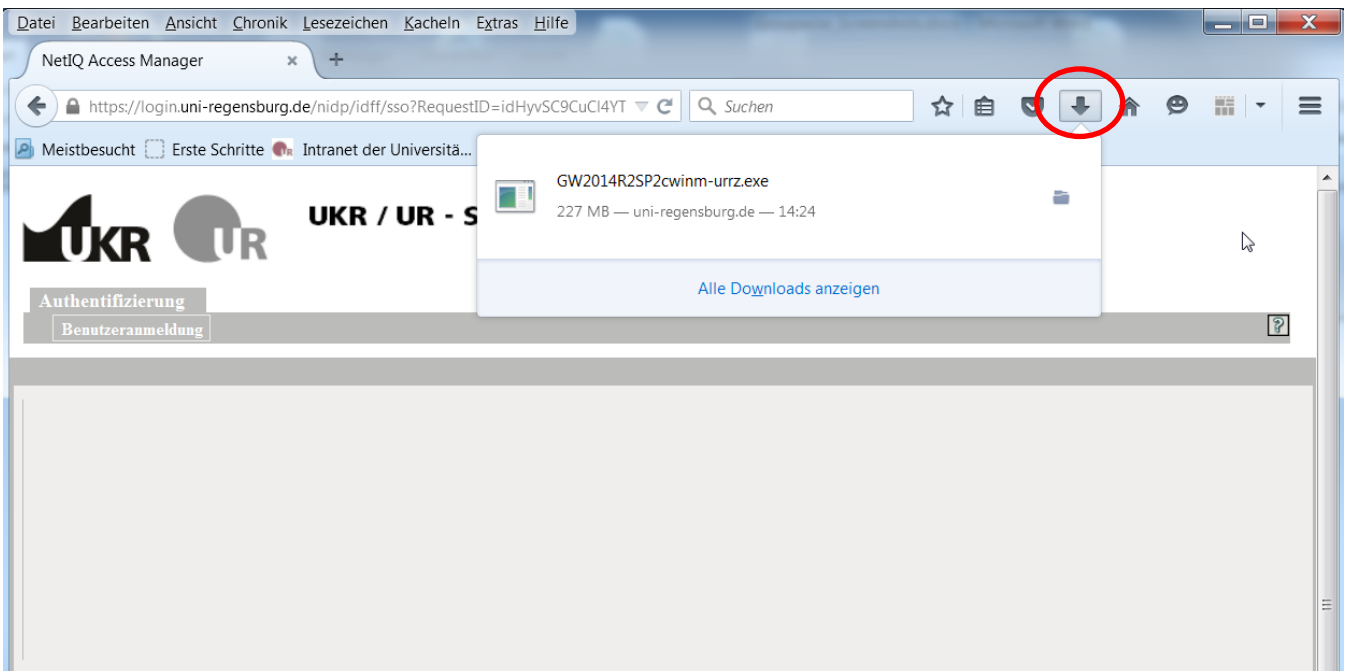 Datei Bearbeiten Ansicht Chronik Lesezeichen Kacheln Extras Hilfe
NetIQ Access Manager
https://login.uni-regensburg.de/nidp/idff/sso?RequestID=idHyvSC9CuCI4YT
Suchen
Meistbesucht Erste Schritte Intranet der Universitä...
GW2014R2SP2cwinm-urrz.exe
227 MB — uni-regensburg.de — 14:24
Alle Downloads anzeigen
UKR UR
UKR / UR - S
Authentifizierung
Benutzeranmeldung